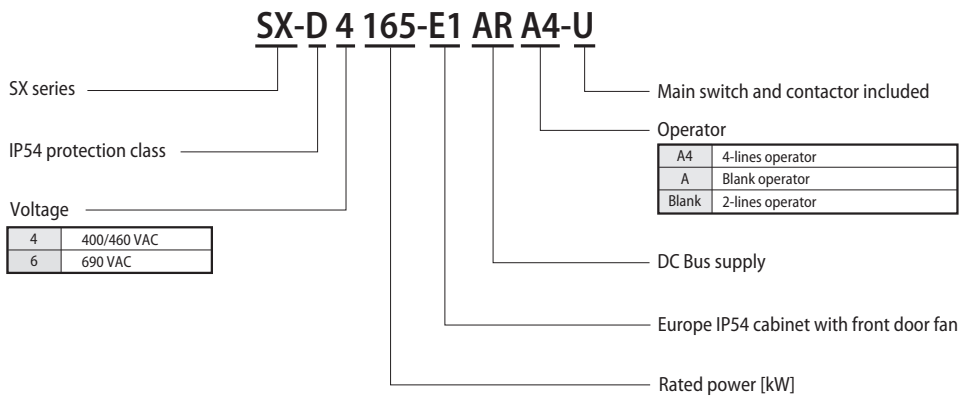 SX-D 4 165-E1 AR A4-U
SX series
IP54 protection class
Voltage
4 400/460 VAC
6 690 VAC
Main switch and contactor included
Operator
A4 4-lines operator
A Blank operator
Blank 2-lines operator
DC Bus supply
Europe IP54 cabinet with front door fan
Rated power [kW]